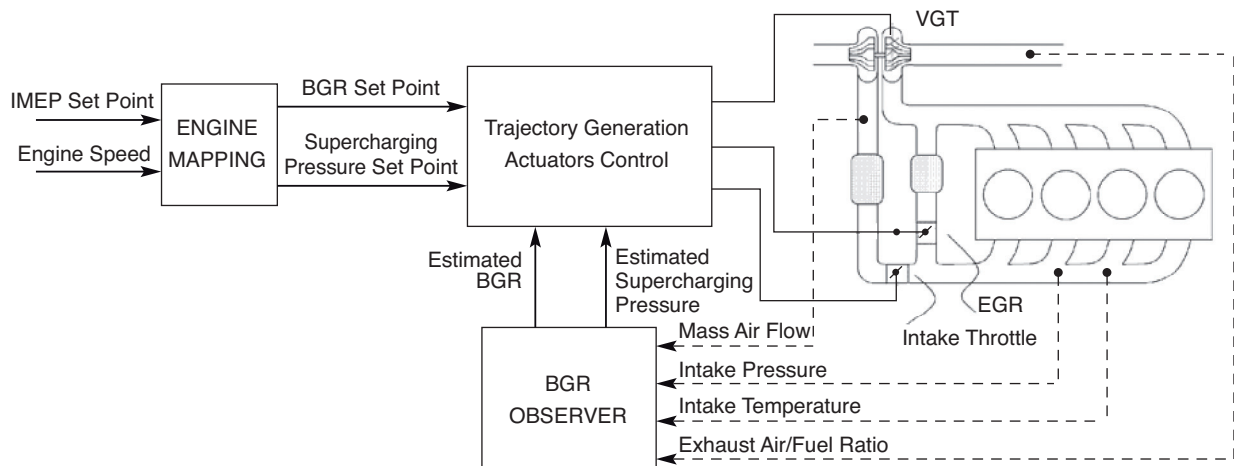 VGT
IMEP Set Point
Engine Speed
ENGINE
MAPPING
BGR Set Point
Supercharging
Pressure Set Point
Trajectory Generation
Actuators Control
Estimated
BGR
Estimated
Supercharging
Pressure
EGR
Intake Throttle
BGR
OBSERVER
Mass Air Flow
Intake Pressure
Intake Temperature
Exhaust Air/Fuel Ratio